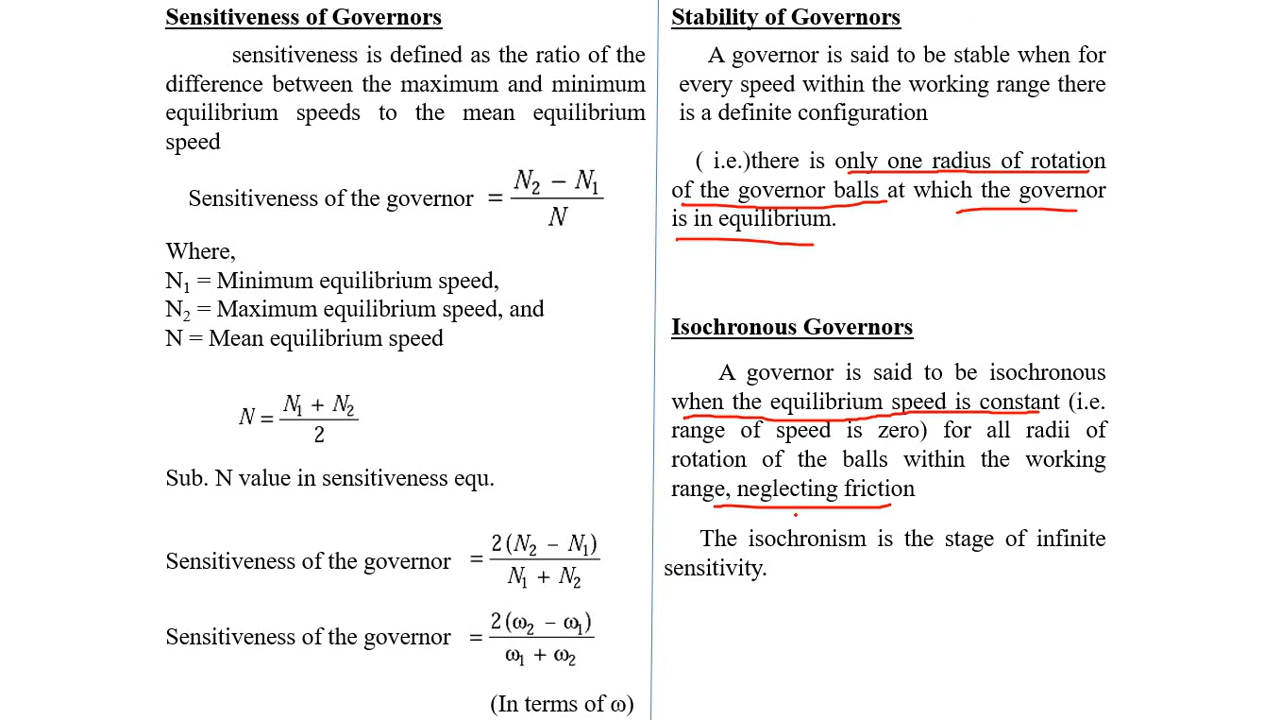 Sensitiveness of Governors
sensitiveness is defined as the ratio of the
difference between the maximum and minimum
equilibrium speeds to the mean equilibrium
speed
Sensitiveness of the governor = (N₂ − N₁) / N
Where,
N₁ = Minimum equilibrium speed,
N₂ = Maximum equilibrium speed, and
N = Mean equilibrium speed
N = (N₁ + N₂) / 2
Sub. N value in sensitiveness equ.
Sensitiveness of the governor = 2 (N₂ − N₁) / (N₁ + N₂)
Sensitiveness of the governor = 2 (ω₂ − ω₁) / (ω₁ + ω₂)
(In terms of ω)
Stability of Governors
A governor is said to be stable when for
every speed within the working range there
is a definite configuration
( i.e.)there is only one radius of rotation
of the governor balls at which the governor
is in equilibrium.
Isochronous Governors
A governor is said to be isochronous
when the equilibrium speed is constant (i.e.
range of speed is zero) for all radii of
rotation of the balls within the working
range, neglecting friction
The isochronism is the stage of infinite
sensitivity.